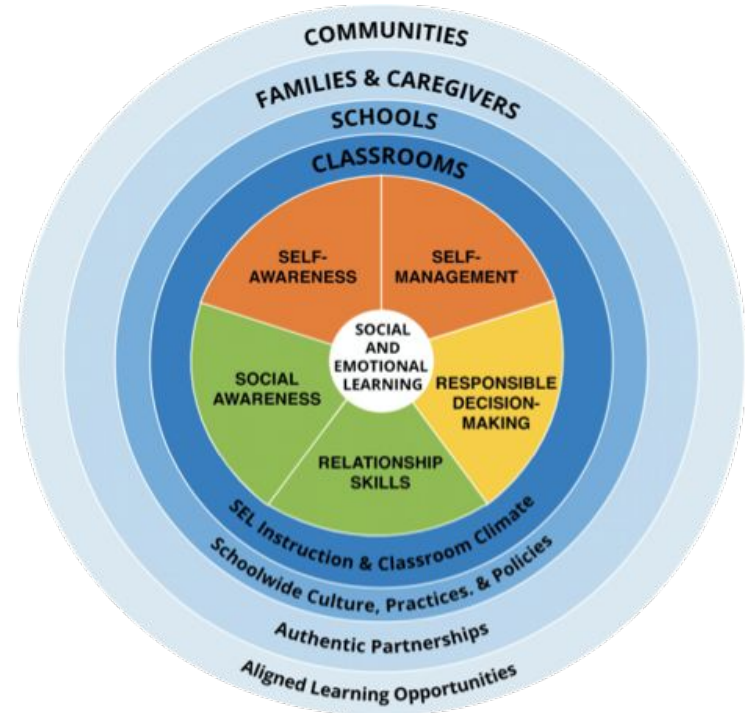 COMMUNITIES
FAMILIES & CAREGIVERS
SCHOOLS
CLASSROOMS
SELF-
AWARENESS
SELF-
MANAGEMENT
SOCIAL
AND
EMOTIONAL
LEARNING
SOCIAL
AWARENESS
RESPONSIBLE
DECISION-
MAKING
RELATIONSHIP
SKILLS
SEL Instruction & Classroom Climate
Schoolwide Culture, Practices. & Policies
Authentic Partnerships
Aligned Learning Opportunities